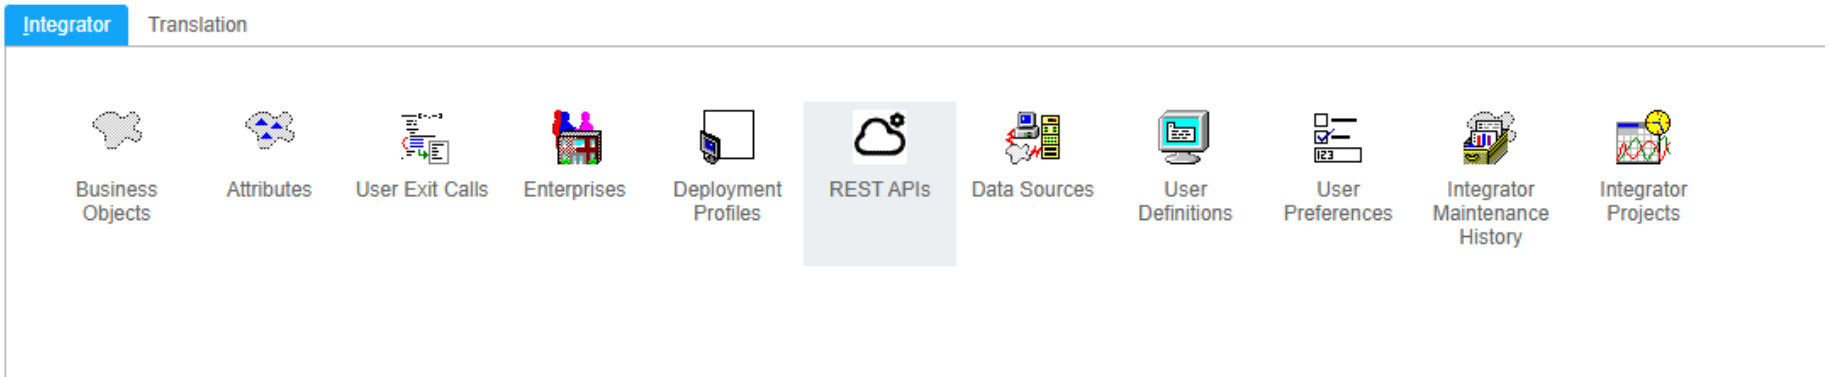 Integrator Translation
Business Attributes User Exit Calls Enterprises Deployment REST APIs Data Sources User User Integrator Integrator
Objects Profiles Definitions Preferences Maintenance Projects
History
123